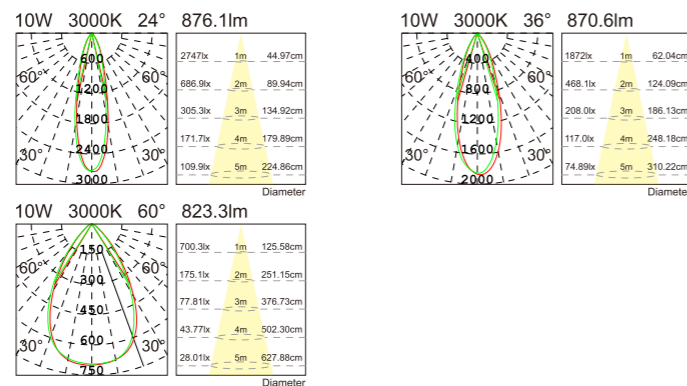 10W 3000K 24° 876.1lm
600
1200
1800
2400
3000
60° 60°
30° 30°
2747lx 1m 44.97cm
686.9lx 2m 89.94cm
305.3lx 3m 134.92cm
171.7lx 4m 179.89cm
109.9lx 5m 224.86cm
Diameter
10W 3000K 36° 870.6lm
400
800
1200
1600
2000
60° 60°
30° 30°
1872lx 1m 62.04cm
468.1lx 2m 124.09cm
208.0lx 3m 186.13cm
117.0lx 4m 248.18cm
74.89lx 5m 310.22cm
Diameter
10W 3000K 60° 823.3lm
150
300
450
600
750
60° 60°
30° 30°
700.3lx 1m 125.58cm
175.1lx 2m 251.15cm
77.81lx 3m 376.73cm
43.77lx 4m 502.30cm
28.01lx 5m 627.88cm
Diameter